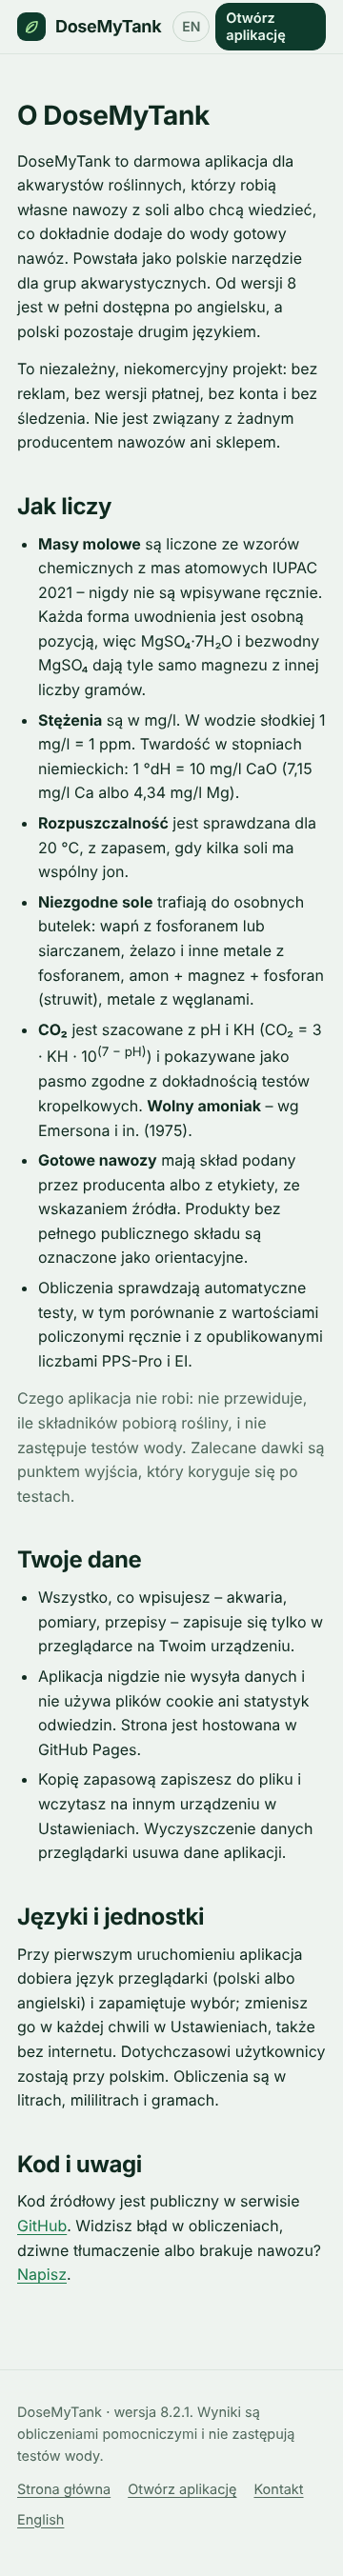 DoseMyTank
EN
Otwórz
aplikację
O DoseMyTank
DoseMyTank to darmowa aplikacja dla
akwarystów roślinnych, którzy robią
własne nawozy z soli albo chcą wiedzieć,
co dokładnie dodaje do wody gotowy
nawóz. Powstała jako polskie narzędzie
dla grup akwarystycznych. Od wersji 8
jest w pełni dostępna po angielsku, a
polski pozostaje drugim językiem.
To niezależny, niekomercyjny projekt: bez
reklam, bez wersji płatnej, bez konta i bez
śledzenia. Nie jest związany z żadnym
producentem nawozów ani sklepem.
Jak liczy
• Masy molowe są liczone ze wzorów
chemicznych z mas atomowych IUPAC
2021 – nigdy nie są wpisywane ręcznie.
Każda forma uwodnienia jest osobną
pozycją, więc MgSO₄·7H₂O i bezwodny
MgSO₄ dają tyle samo magnezu z innej
liczby gramów.
• Stężenia są w mg/l. W wodzie słodkiej 1
mg/l = 1 ppm. Twardość w stopniach
niemieckich: 1 °dH = 10 mg/l CaO (7,15
mg/l Ca albo 4,34 mg/l Mg).
• Rozpuszczalność jest sprawdzana dla
20 °C, z zapasem, gdy kilka soli ma
wspólny jon.
• Niezgodne sole trafiają do osobnych
butelek: wapń z fosforanem lub
siarczanem, żelazo i inne metale z
fosforanem, amon + magnez + fosforan
(struwit), metale z węglanami.
• CO₂ jest szacowane z pH i KH (CO₂ = 3
· KH · 10^(7 − pH)) i pokazywane jako
pasmo zgodne z dokładnością testów
kropelkowych. Wolny amoniak – wg
Emersona i in. (1975).
• Gotowe nawozy mają skład podany
przez producenta albo z etykiety, ze
wskazaniem źródła. Produkty bez
pełnego publicznego składu są
oznaczone jako orientacyjne.
• Obliczenia sprawdzają automatyczne
testy, w tym porównanie z wartościami
policzonymi ręcznie i z opublikowanymi
liczbami PPS-Pro i EI.
Czego aplikacja nie robi: nie przewiduje,
ile składników pobiorą rośliny, i nie
zastępuje testów wody. Zalecane dawki są
punktem wyjścia, który koryguje się po
testach.
Twoje dane
• Wszystko, co wpisujesz – akwaria,
pomiary, przepisy – zapisuje się tylko w
przeglądarce na Twoim urządzeniu.
• Aplikacja nigdzie nie wysyła danych i
nie używa plików cookie ani statystyk
odwiedzin. Strona jest hostowana w
GitHub Pages.
• Kopię zapasową zapiszesz do pliku i
wczytasz na innym urządzeniu w
Ustawieniach. Wyczyszczenie danych
przeglądarki usuwa dane aplikacji.
Języki i jednostki
Przy pierwszym uruchomieniu aplikacja
dobiera język przeglądarki (polski albo
angielski) i zapamiętuje wybór; zmienisz
go w każdej chwili w Ustawieniach, także
bez internetu. Dotychczasowi użytkownicy
zostają przy polskim. Obliczenia są w
litrach, mililitrach i gramach.
Kod i uwagi
Kod źródłowy jest publiczny w serwisie
GitHub. Widzisz błąd w obliczeniach,
dziwne tłumaczenie albo brakuje nawozu?
Napisz.
DoseMyTank · wersja 8.2.1. Wyniki są
obliczeniami pomocniczymi i nie zastępują
testów wody.
Strona główna Otwórz aplikację Kontakt
English